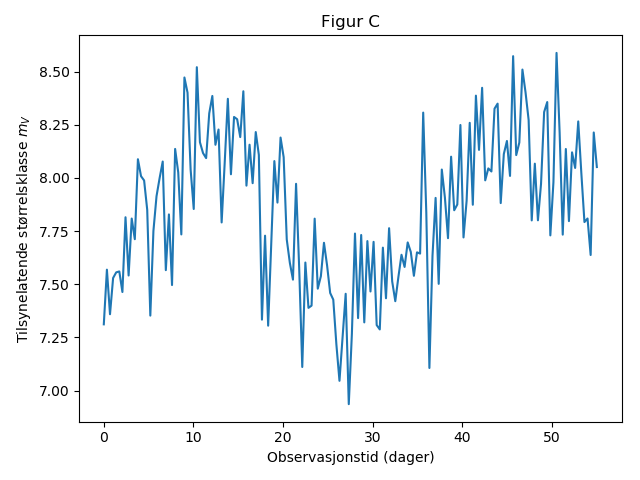 Figur C
Tilsynelatende størrelsesklasse $m_V$
8.50
8.25
8.00
7.75
7.50
7.25
7.00
0 10 20 30 40 50
Observasjonstid (dager)